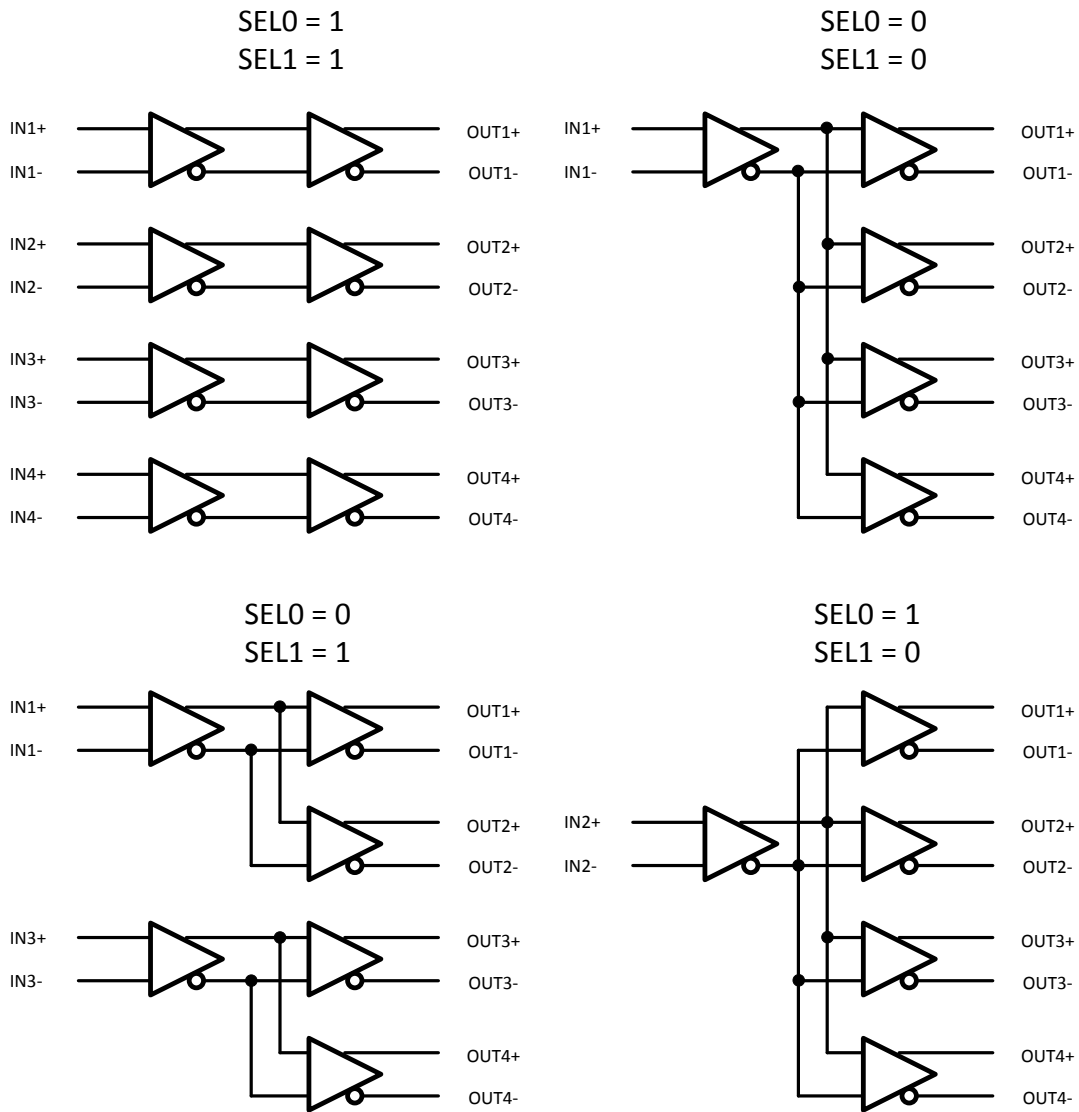 SEL0 = 1
SEL1 = 1
IN1+
IN1-
IN2+
IN2-
IN3+
IN3-
IN4+
IN4-
OUT1+
OUT1-
OUT2+
OUT2-
OUT3+
OUT3-
OUT4+
OUT4-
SEL0 = 0
SEL1 = 0
IN1+
IN1-
OUT1+
OUT1-
OUT2+
OUT2-
OUT3+
OUT3-
OUT4+
OUT4-
SEL0 = 0
SEL1 = 1
IN1+
IN1-
IN3+
IN3-
OUT1+
OUT1-
OUT2+
OUT2-
OUT3+
OUT3-
OUT4+
OUT4-
SEL0 = 1
SEL1 = 0
IN2+
IN2-
OUT1+
OUT1-
OUT2+
OUT2-
OUT3+
OUT3-
OUT4+
OUT4-